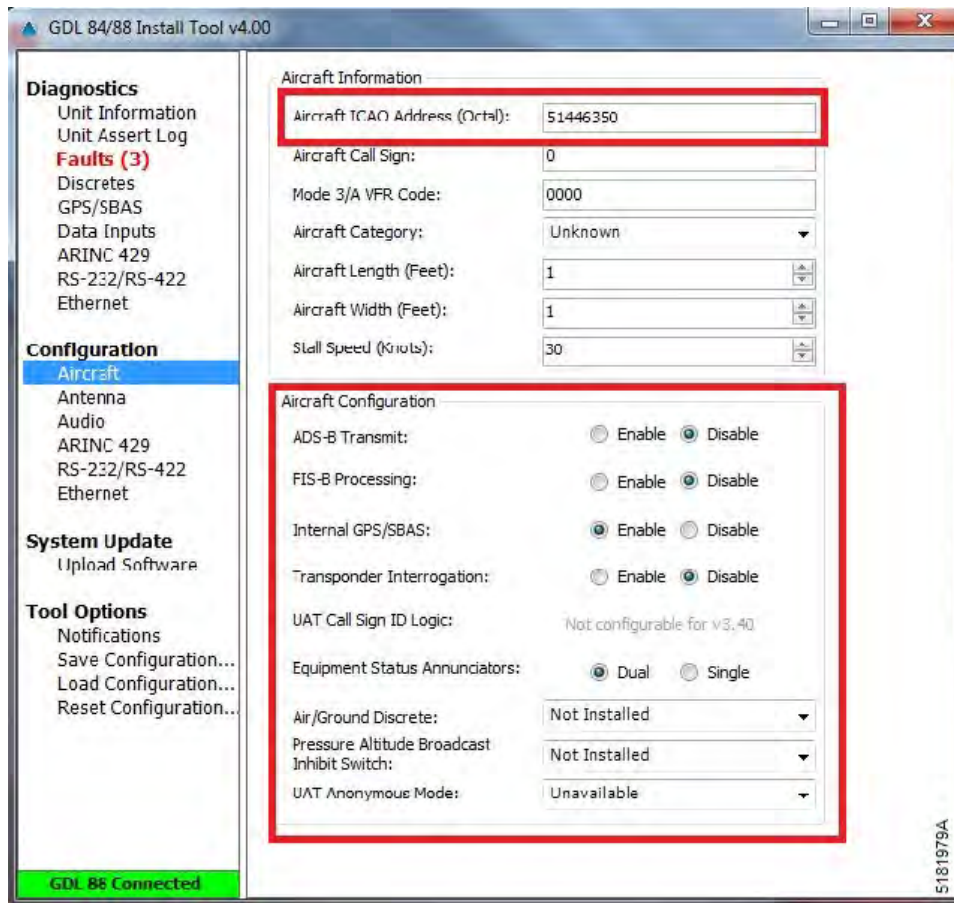 GDL 84/88 Install Tool v4.00
Diagnostics
Unit Information
Unit Assert Log
Faults (3)
Discretes
GPS/SBAS
Data Inputs
ARINC 429
RS-232/RS-422
Ethernet
Configuration
Aircraft
Antenna
Audio
ARINC 429
RS-232/RS-422
Ethernet
System Update
Upload Software
Tool Options
Notifications
Save Configuration...
Load Configuration...
Reset Configuration...
GDL 88 Connected
Aircraft Information
Aircraft ICAO Address (Octal): 51446350
Aircraft Call Sign: 0
Mode 3/A VFR Code: 0000
Aircraft Category: Unknown
Aircraft Length (Feet): 1
Aircraft Width (Feet): 1
Stall Speed (Knots): 30
Aircraft Configuration
ADS-B Transmit: Enable Disable
FIS-B Processing: Enable Disable
Internal GPS/SBAS: Enable Disable
Transponder Interrogation: Enable Disable
UAT Call Sign ID Logic: Not configurable for v3.40
Equipment Status Annunciators: Dual Single
Air/Ground Discrete: Not Installed
Pressure Altitude Broadcast
Inhibit Switch: Not Installed
UAT Anonymous Mode: Unavailable
5181979A